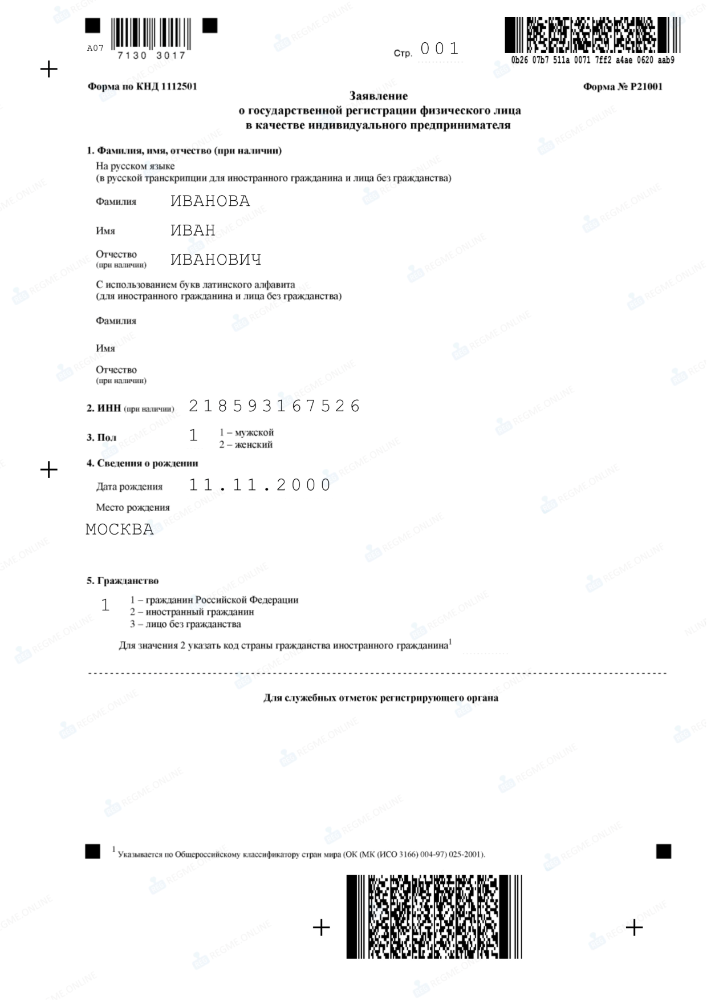 А07
7130 3017
Стр. 001
0b26 07b7 511a 0071 7ff2 a4ae 0620 aab9
Форма по КНД 1112501
Форма № Р21001
Заявление
о государственной регистрации физического лица
в качестве индивидуального предпринимателя
1. Фамилия, имя, отчество (при наличии)
На русском языке
(в русской транскрипции для иностранного гражданина и лица без гражданства)
Фамилия ИВАНОВА
Имя ИВАН
Отчество ИВАНОВИЧ
(при наличии)
С использованием букв латинского алфавита
(для иностранного гражданина и лица без гражданства)
Фамилия
Имя
Отчество
(при наличии)
2. ИНН (при наличии) 218593167526
3. Пол 1 1 – мужской
2 – женский
4. Сведения о рождении
Дата рождения 11.11.2000
Место рождения
МОСКВА
5. Гражданство
1 1 – гражданин Российской Федерации
2 – иностранный гражданин
3 – лицо без гражданства
Для значения 2 указать код страны гражданства иностранного гражданина1
Для служебных отметок регистрирующего органа
1 Указывается по Общероссийскому классификатору стран мира (ОК (МК (ИСО 3166) 004-97) 025-2001).
REG REGME.ONLINE